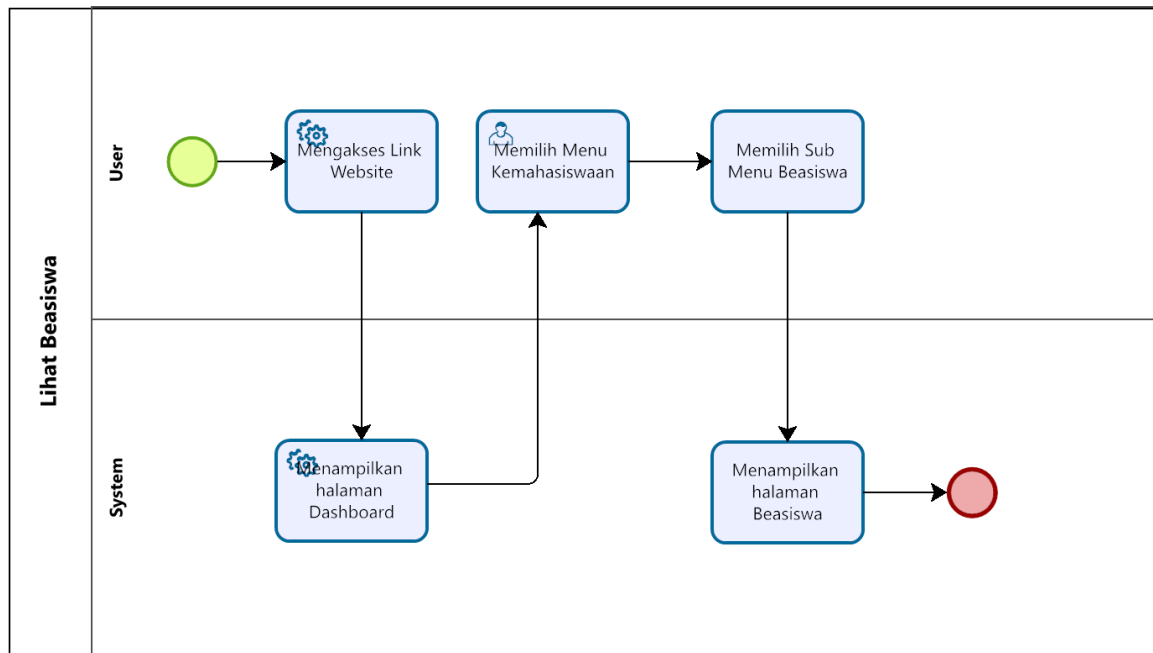 Lihat Beasiswa
User
Mengakses Link
Website
Memilih Menu
Kemahasiswaan
Memilih Sub
Menu Beasiswa
System
Menampilkan
halaman
Dashboard
Menampilkan
halaman
Beasiswa